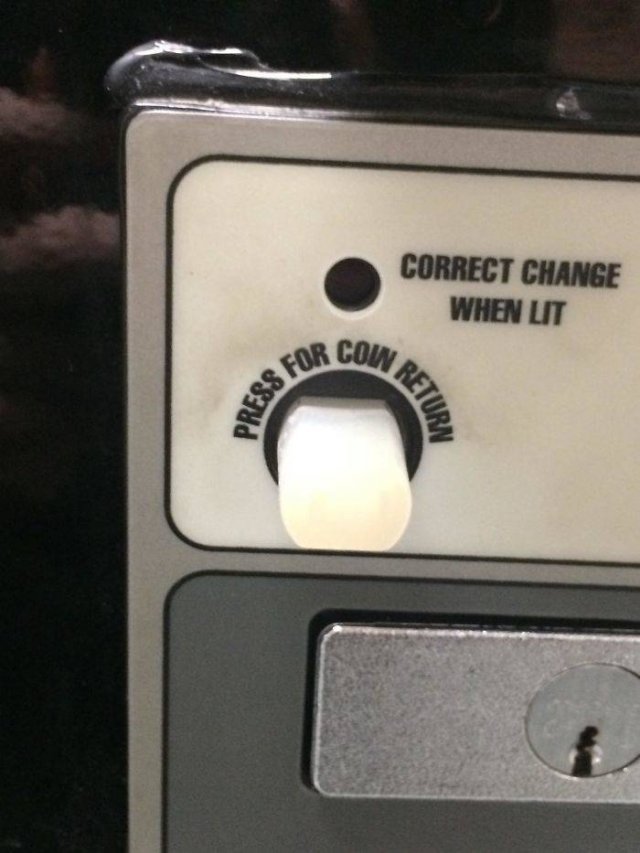 CORRECT CHANGE
WHEN LIT
PRESS FOR COIN RETURN